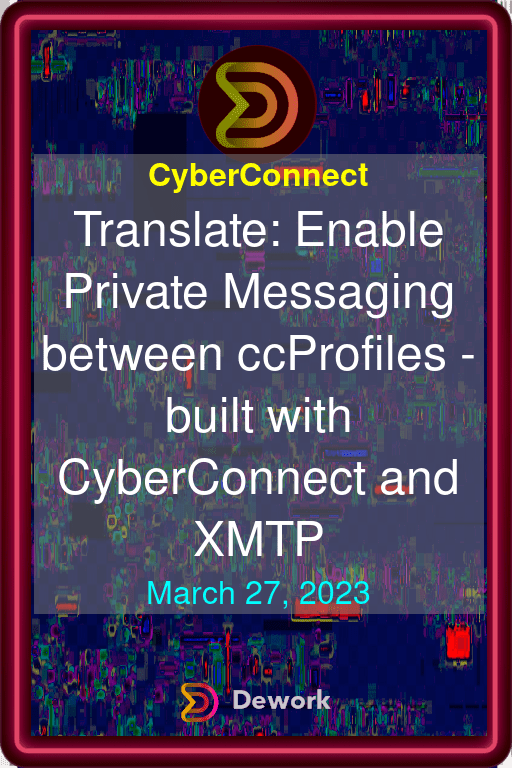 CyberConnect
Translate: Enable
Private Messaging
between ccProfiles -
built with
CyberConnect and
XMTP
March 27, 2023
Dework